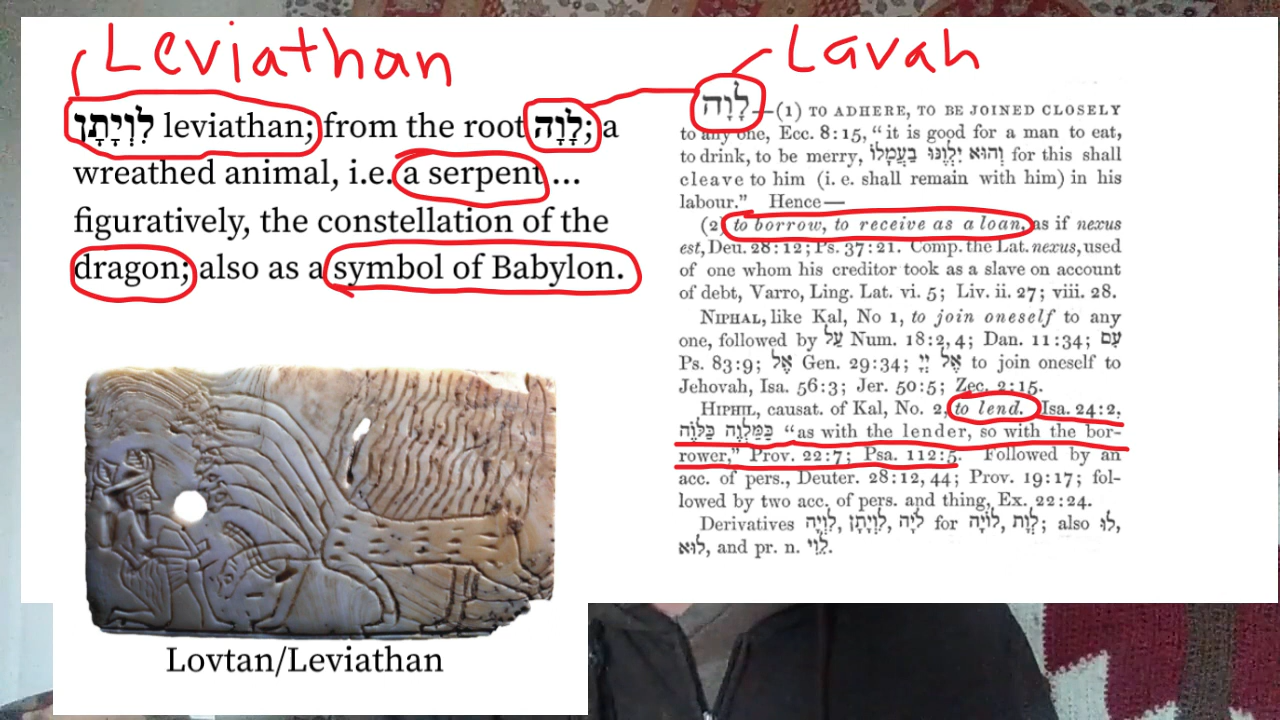 Leviathan
לִוְיָתָן leviathan; from the root לָוָה; a
wreathed animal, i.e. a serpent ...
figuratively, the constellation of the
dragon; also as a symbol of Babylon.
Lovtan/Leviathan
Lavah
לָוָה—(1) TO ADHERE, TO BE JOINED CLOSELY
to any one, Ecc. 8:15, “it is good for a man to eat,
to drink, to be merry, וְהוּא יִלְוֶנּוּ בַעֲמָלוֹ for this shall
cleave to him (i. e. shall remain with him) in his
labour.” Hence—
(2) to borrow, to receive as a loan, as if nexus
est, Deu. 28:12; Ps. 37:21. Comp. the Lat. nexus, used
of one whom his creditor took as a slave on account
of debt, Varro, Ling. Lat. vi. 5; Liv. ii. 27; viii. 28.
NIPHAL, like Kal, No 1, to join oneself to any
one, followed by עַל Num. 18:2, 4; Dan. 11:34; עִם
Ps. 83:9; אֶל Gen. 29:34; אֶל יְיָ to join oneself to
Jehovah, Isa. 56:3; Jer. 50:5; Zec. 2:15.
HIPHIL, causat. of Kal, No. 2, to lend. Isa. 24:2,
כַּמַּלְוֶה כַּלֹּוֶה “as with the lender, so with the bor-
rower,” Prov. 22:7; Psa. 112:5. Followed by an
acc. of pers., Deuter. 28:12, 44; Prov. 19:17; fol-
lowed by two acc. of pers. and thing, Ex. 22:24.
Derivatives לִוְיָה, לִוְיָתָן, לֹיָה for לְוָת, לוֹיָה; also לוּ,
לוּא, and pr. n. לֵוִי.